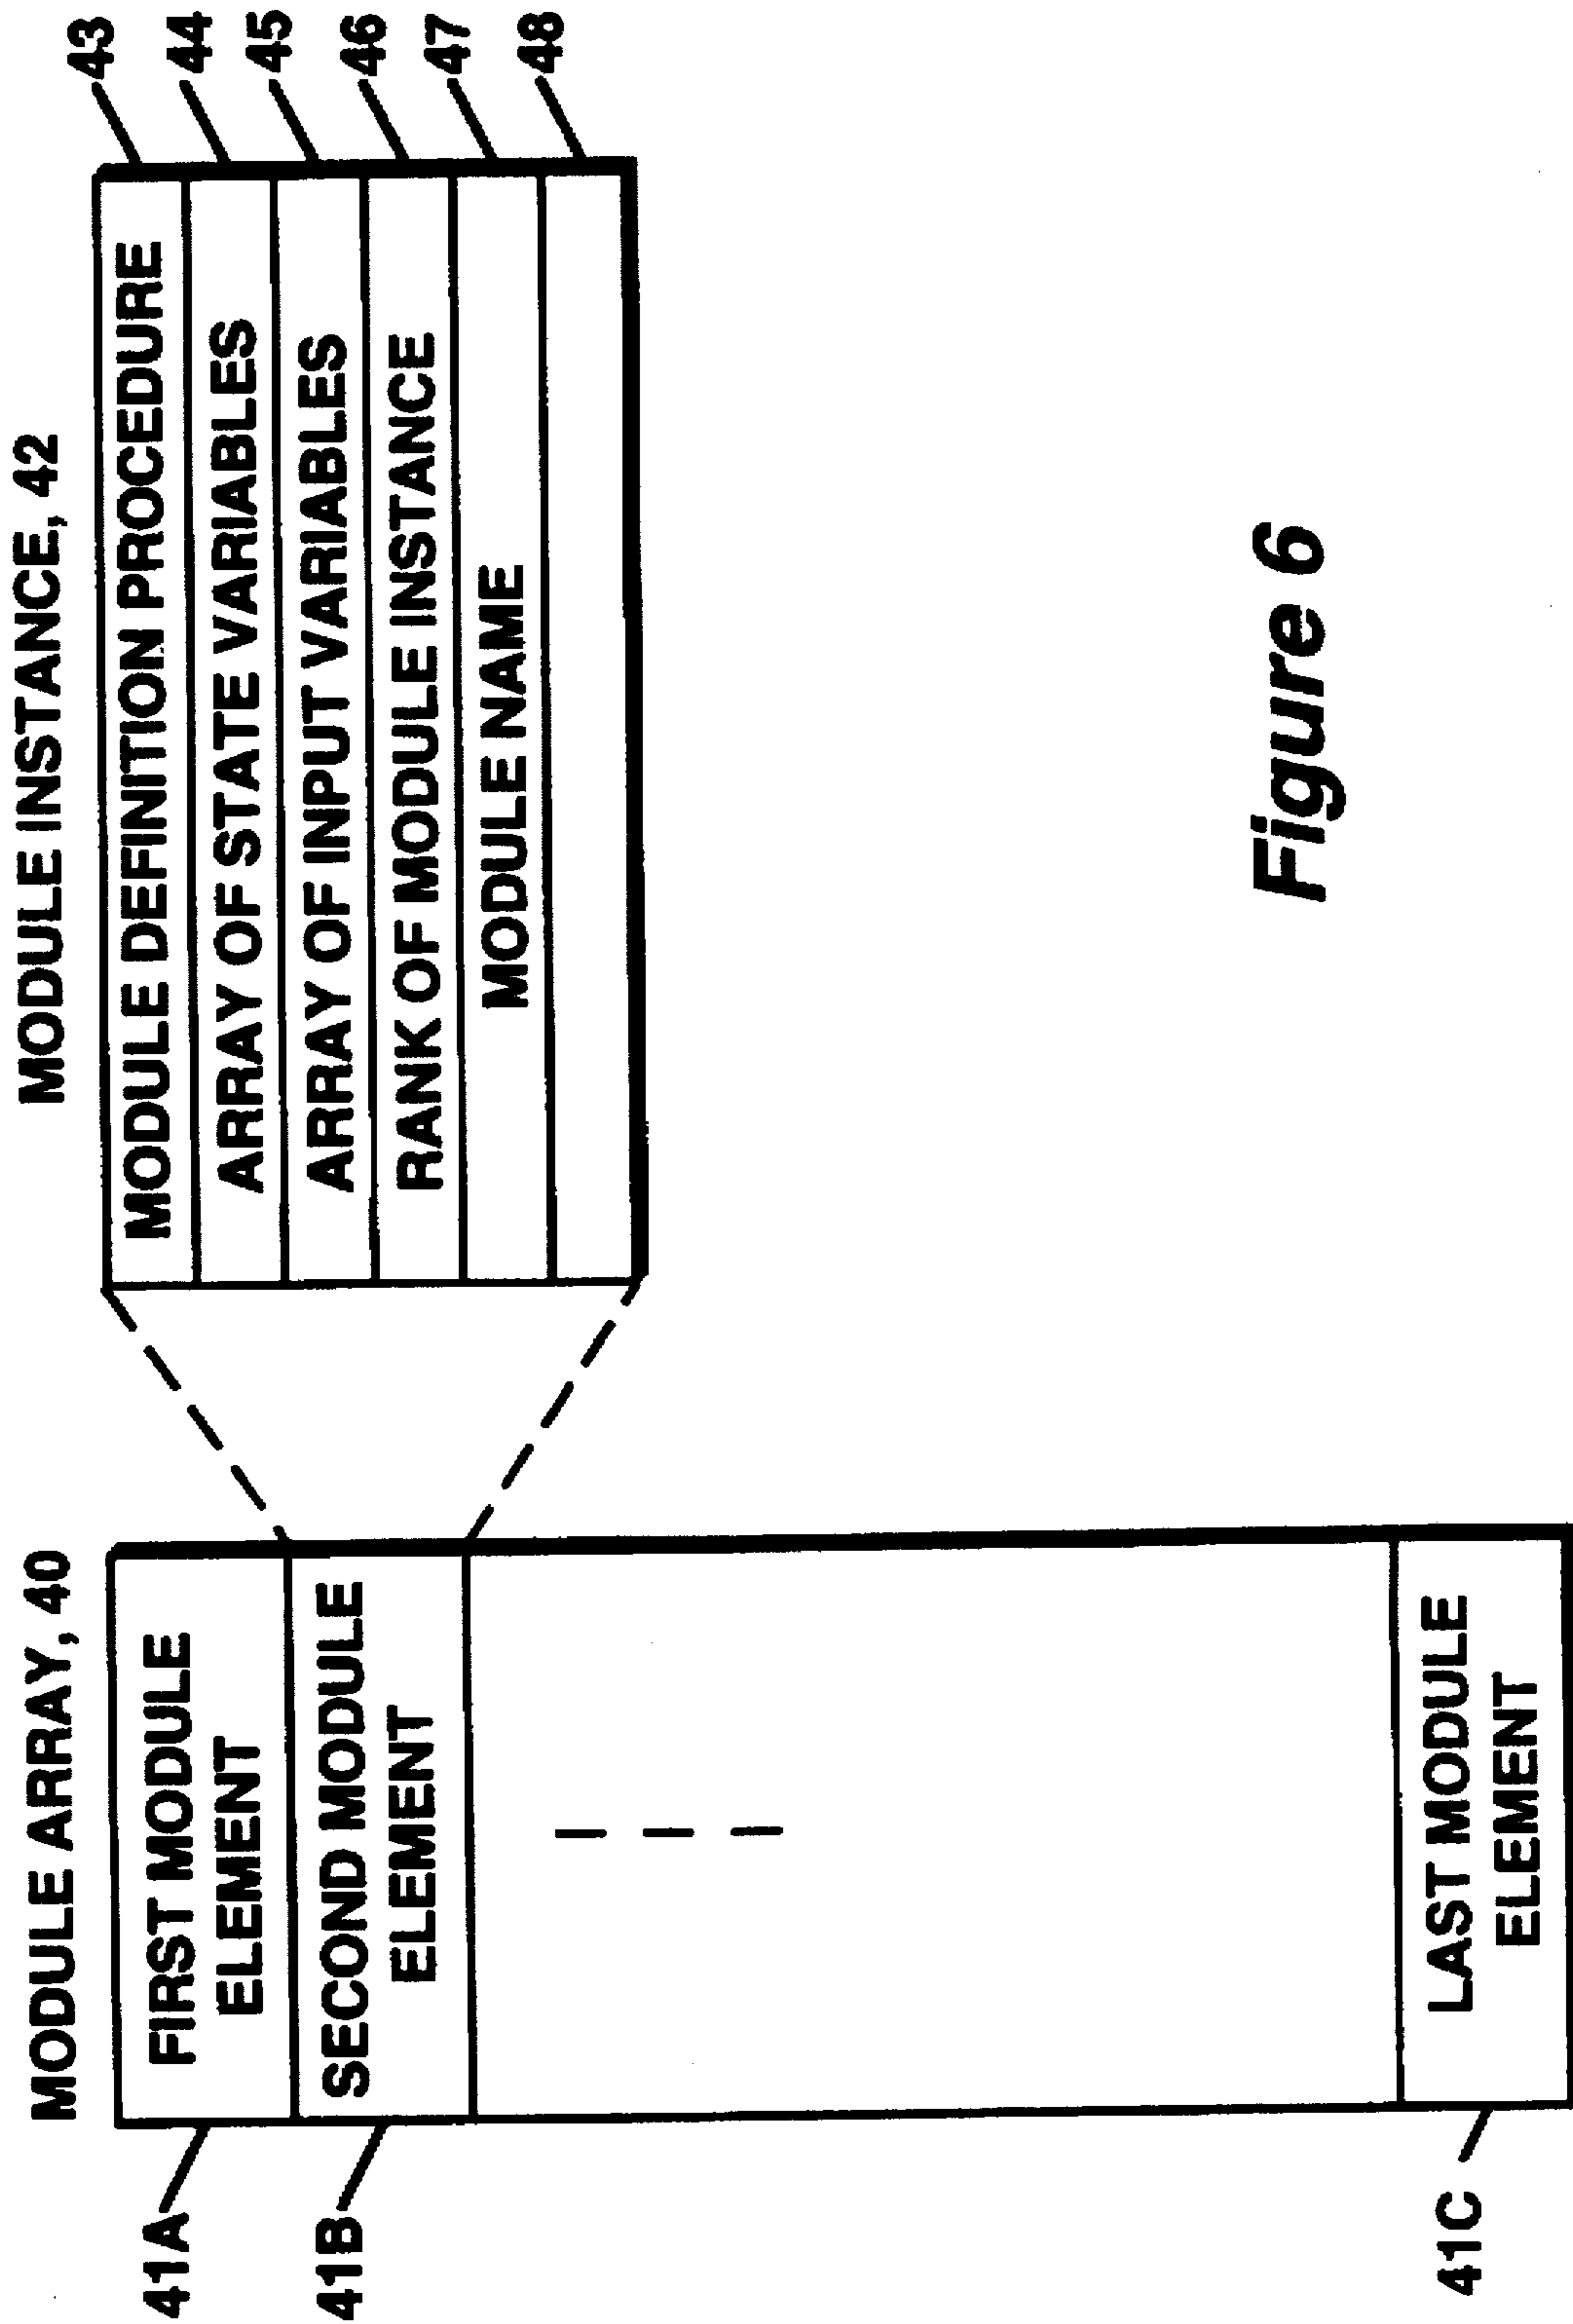 MODULE ARRAY, 40
41A
FIRST MODULE
ELEMENT
41B
SECOND MODULE
ELEMENT
41C
LAST MODULE
ELEMENT
MODULE INSTANCE, 42
MODULE DEFINITION PROCEDURE
43
ARRAY OF STATE VARIABLES
44
ARRAY OF INPUT VARIABLES
45
RANK OF MODULE INSTANCE
46
MODULE NAME
47
48
Figure 6